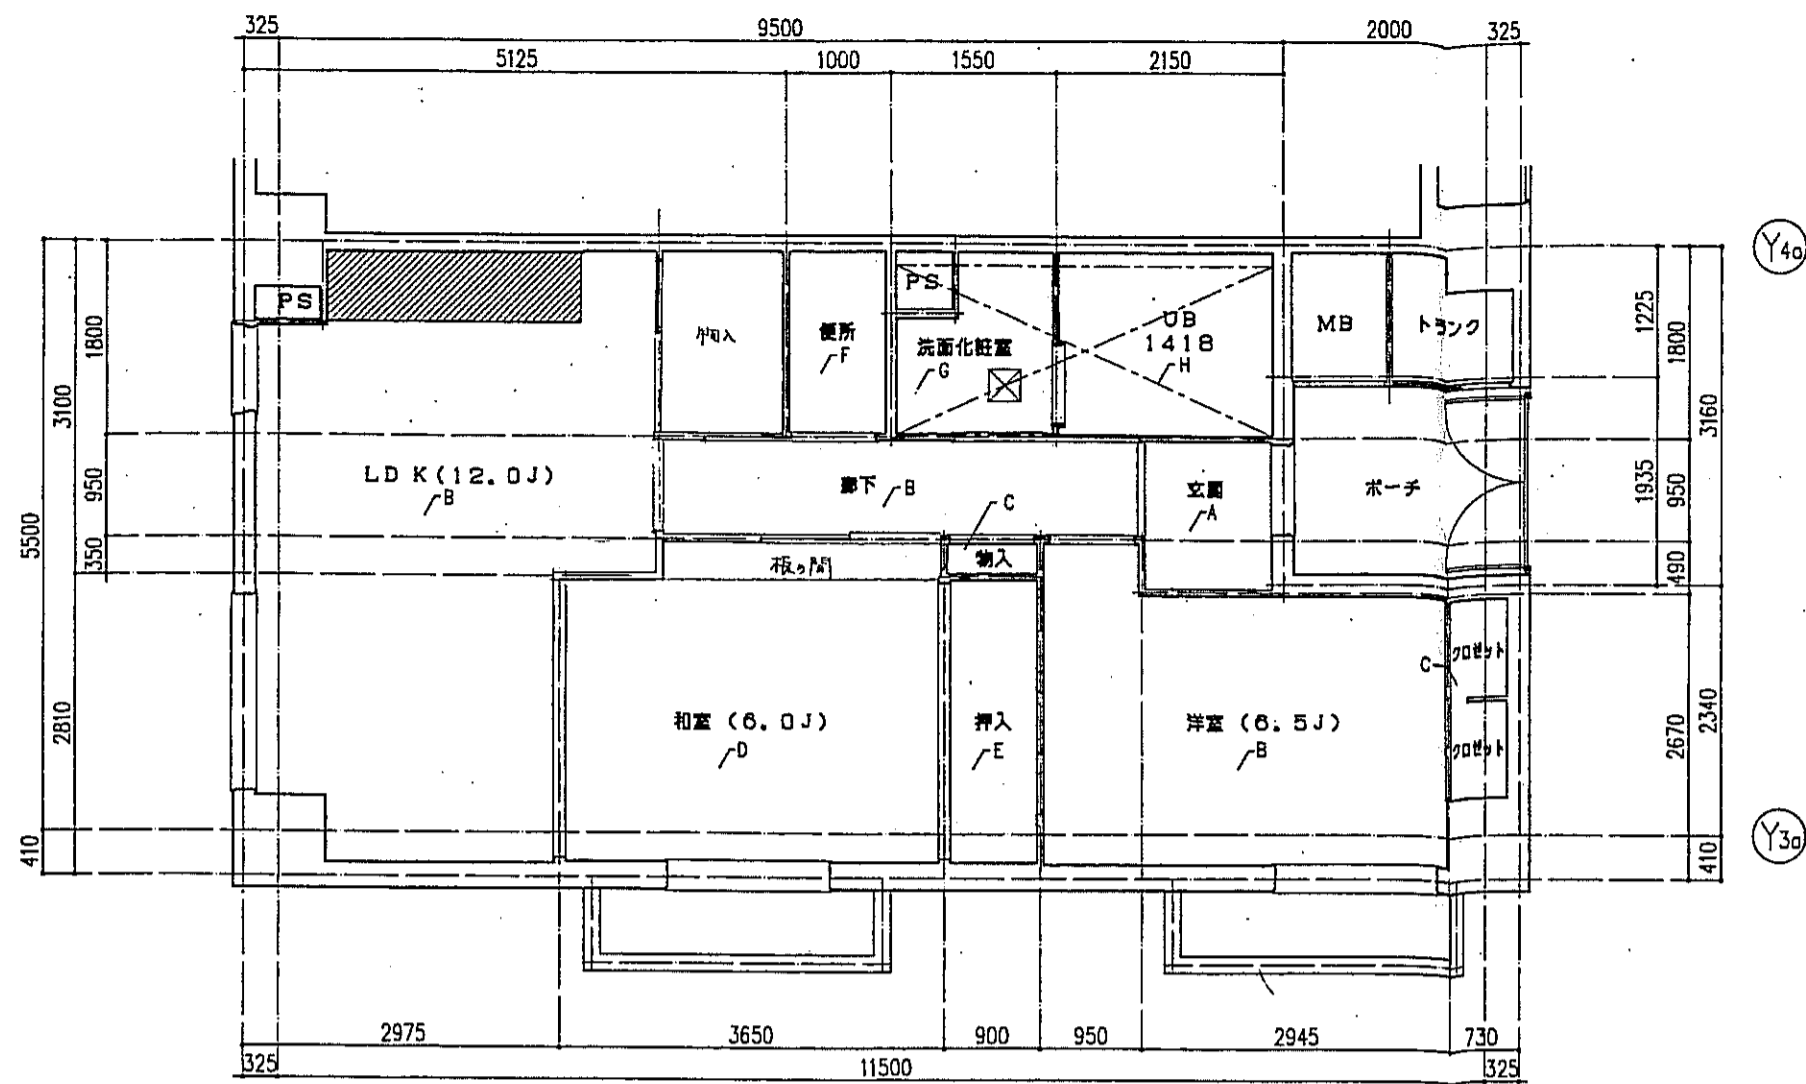 325
9500
2000
325
5125
1000
1550
2150
Y4a
PS
物入
便所
F
PS
洗面化粧室
G
UB
1418
H
MB
トランク
1225
1800
1800
3100
3160
LDK(12.0J)
B
廊下
B
C
玄関
A
ポーチ
950
1935
950
5500
350
板の間
物入
490
2810
和室(6.0J)
D
押入
E
洋室(6.5J)
B
C
クロゼット
クロゼット
2670
2340
410
Y3a
410
2975
3650
900
950
2945
730
325
11500
325